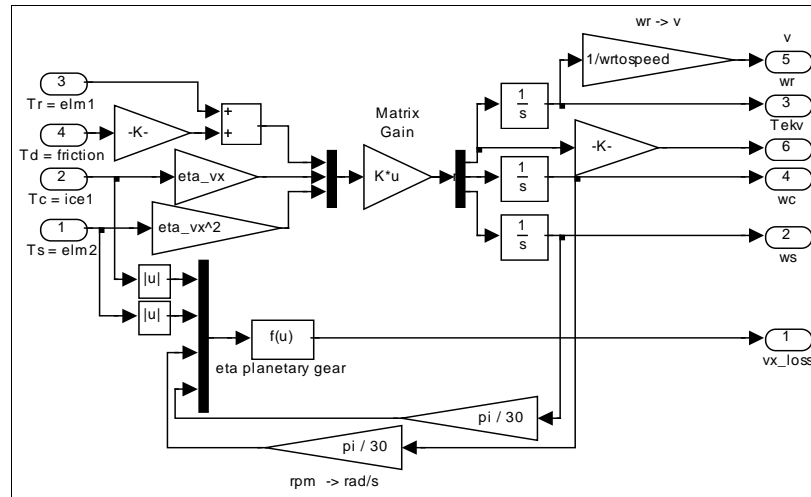 wr -> v
v
1/wrtospeed
5
wr
3
Tr = elm1
+
+
1
s
3
Tekv
Matrix
Gain
4
-K-
Td = friction
-K-
6
2
eta_vx
K*u
1
s
4
Tc = ice1
wc
1
eta_vx^2
1
s
2
Ts = elm2
ws
|u|
|u|
f(u)
1
eta planetary gear
vx_loss
pi / 30
pi / 30
rpm -> rad/s